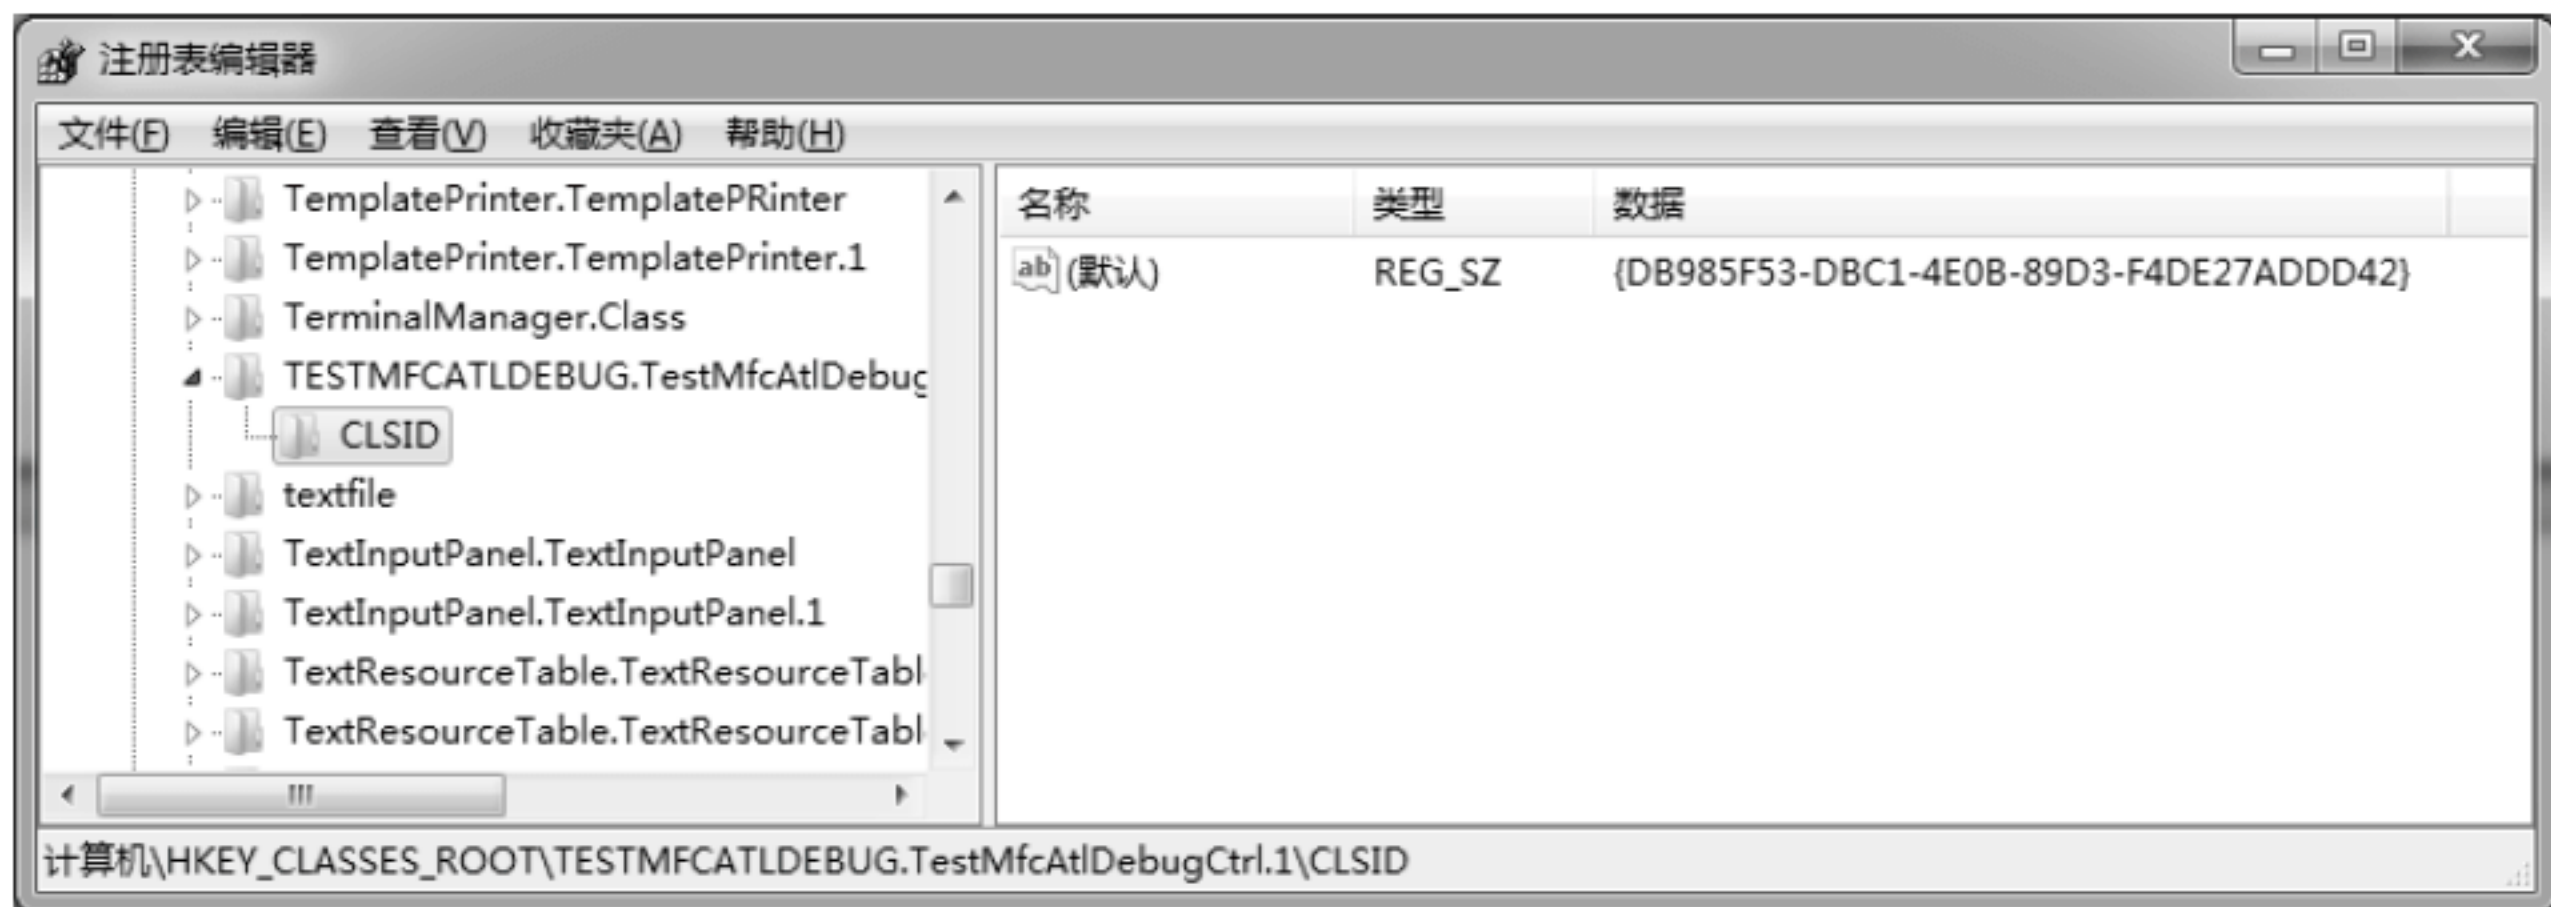 注册表编辑器
文件(F) 编辑(E) 查看(V) 收藏夹(A) 帮助(H)
TemplatePrinter.TemplatePRinter
TemplatePrinter.TemplatePrinter.1
TerminalManager.Class
TESTMFCATLDEBUG.TestMfcAtlDebug
CLSID
textfile
TextInputPanel.TextInputPanel
TextInputPanel.TextInputPanel.1
TextResourceTable.TextResourceTabl
TextResourceTable.TextResourceTabl
名称 类型 数据
ab (默认) REG_SZ {DB985F53-DBC1-4E0B-89D3-F4DE27ADDD42}
计算机\HKEY_CLASSES_ROOT\TESTMFCATLDEBUG.TestMfcAtlDebugCtrl.1\CLSID